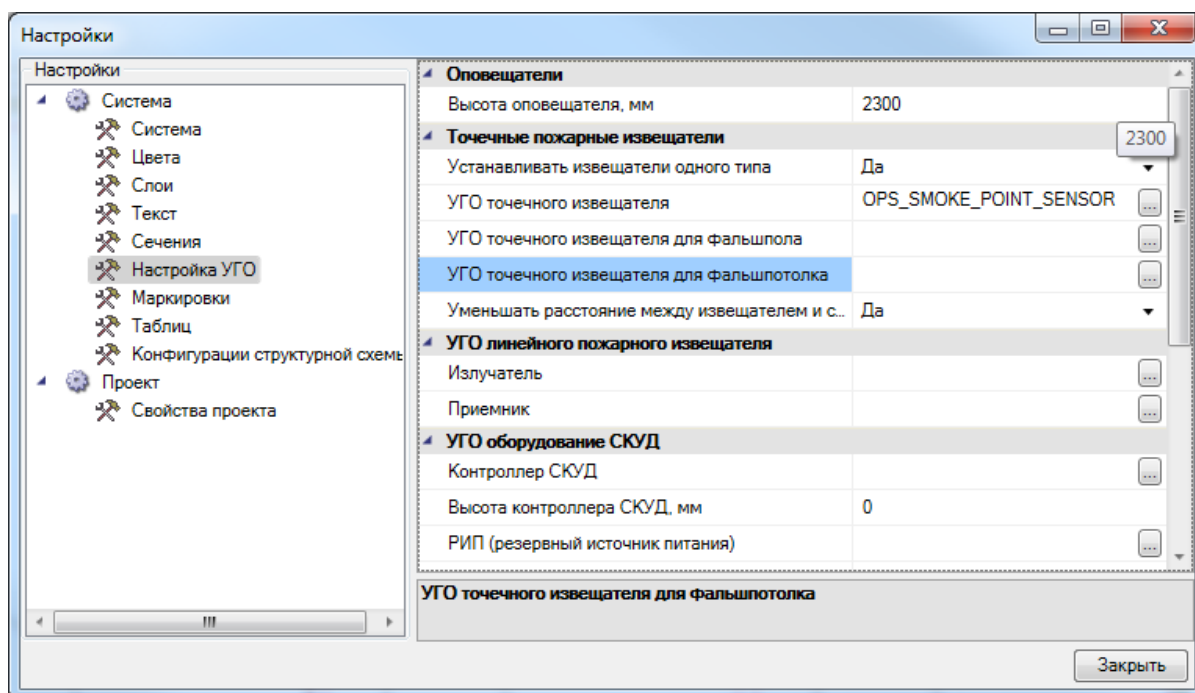 Настройки
Настройки
Система
Система
Цвета
Слои
Текст
Сечения
Настройка УГО
Маркировки
Таблиц
Конфигурации структурной схемы
Проект
Свойства проекта
Оповещатели
Высота оповещателя, мм 2300
2300
Точечные пожарные извещатели
Устанавливать извещатели одного типа Да
УГО точечного извещателя OPS_SMOKE_POINT_SENSOR ...
УГО точечного извещателя для фальшпола ...
УГО точечного извещателя для фальшпотолка ...
Уменьшать расстояние между извещателем и с... Да
УГО линейного пожарного извещателя
Излучатель ...
Приемник ...
УГО оборудование СКУД
Контроллер СКУД ...
Высота контроллера СКУД, мм 0
РИП (резервный источник питания) ...
УГО точечного извещателя для фальшпотолка
Закрыть